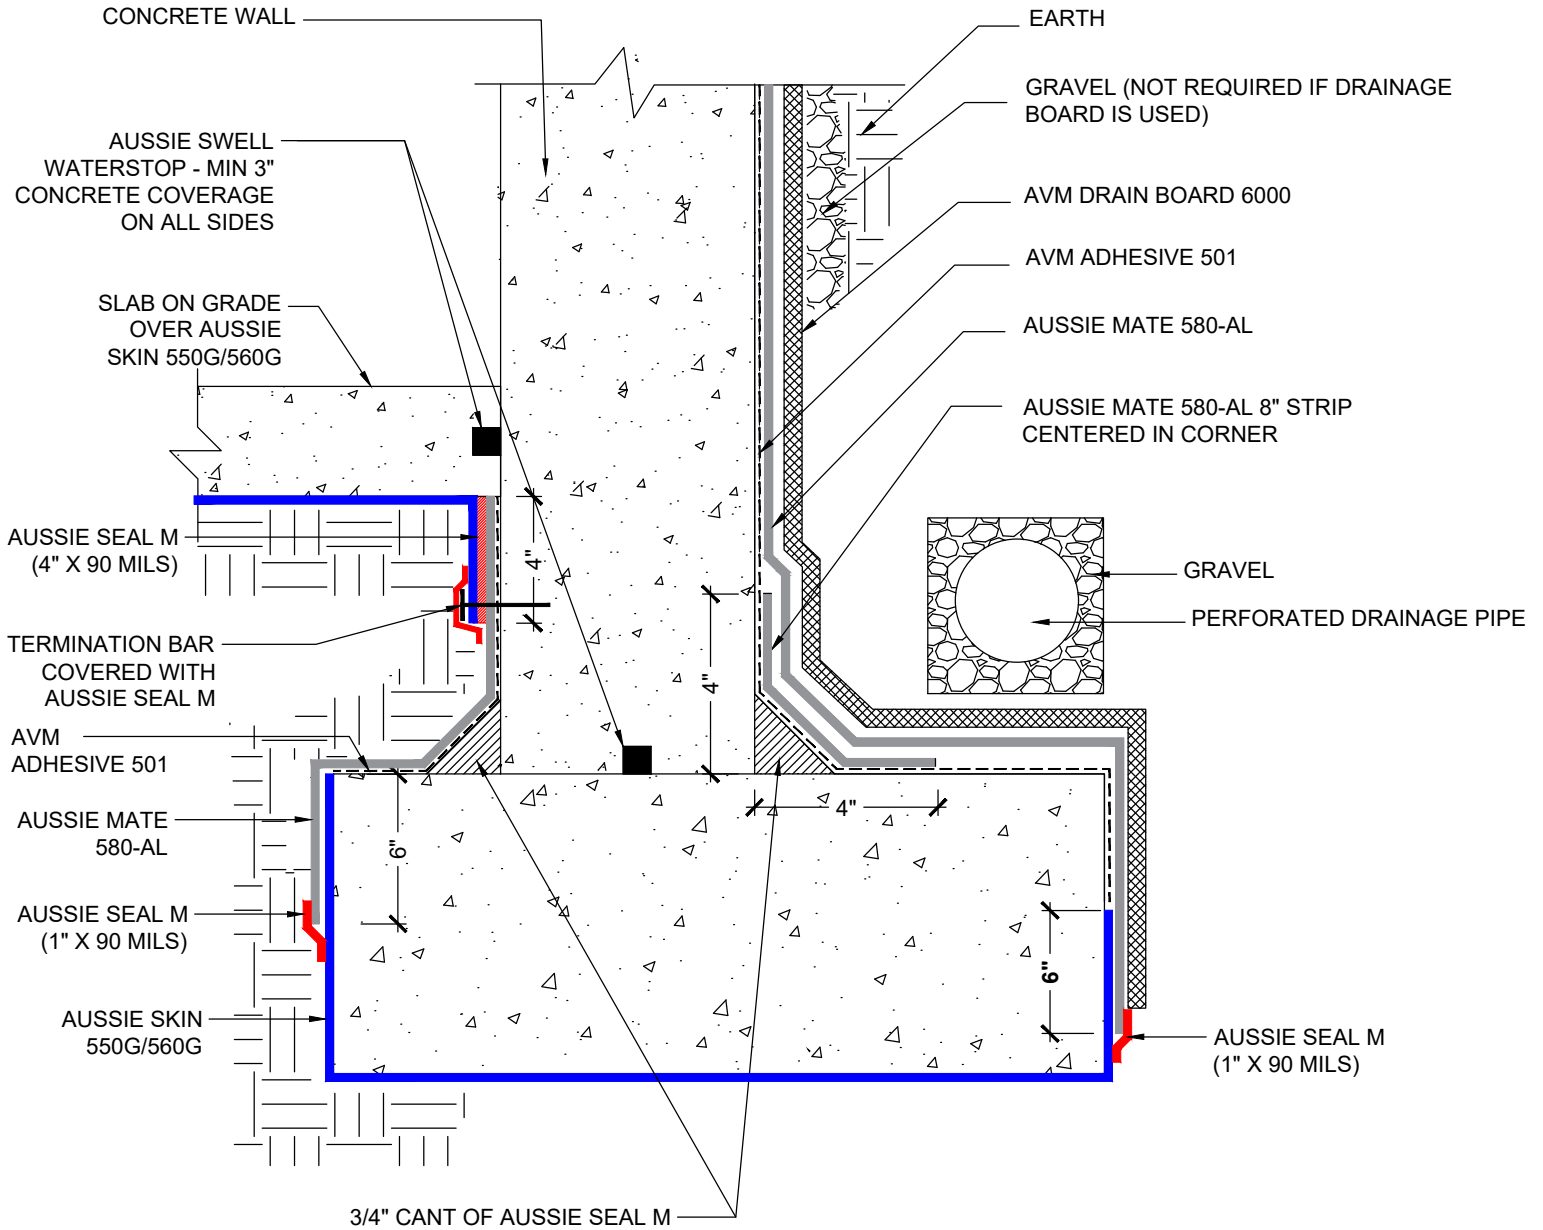 CONCRETE WALL
AUSSIE SWELL
WATERSTOP - MIN 3"
CONCRETE COVERAGE
ON ALL SIDES
SLAB ON GRADE
OVER AUSSIE
SKIN 550G/560G
AUSSIE SEAL M
(4" X 90 MILS)
TERMINATION BAR
COVERED WITH
AUSSIE SEAL M
AVM
ADHESIVE 501
AUSSIE MATE
580-AL
AUSSIE SEAL M
(1" X 90 MILS)
AUSSIE SKIN
550G/560G
3/4" CANT OF AUSSIE SEAL M
4"
4"
4"
6"
6"
EARTH
GRAVEL (NOT REQUIRED IF DRAINAGE
BOARD IS USED)
AVM DRAIN BOARD 6000
AVM ADHESIVE 501
AUSSIE MATE 580-AL
AUSSIE MATE 580-AL 8" STRIP
CENTERED IN CORNER
GRAVEL
PERFORATED DRAINAGE PIPE
AUSSIE SEAL M
(1" X 90 MILS)